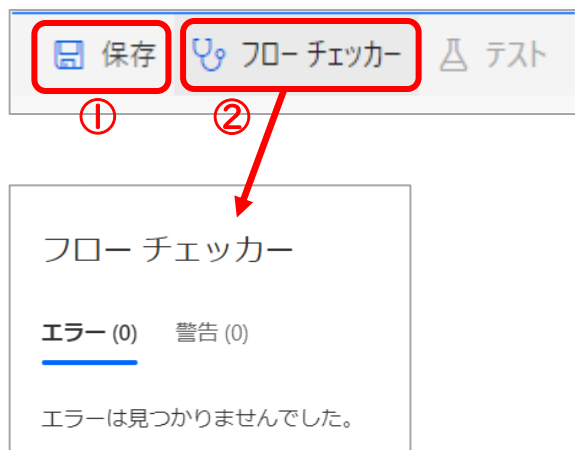 保存 フロー チェッカー テスト
① ②
フロー チェッカー
エラー (0) 警告 (0)
エラーは見つかりませんでした。